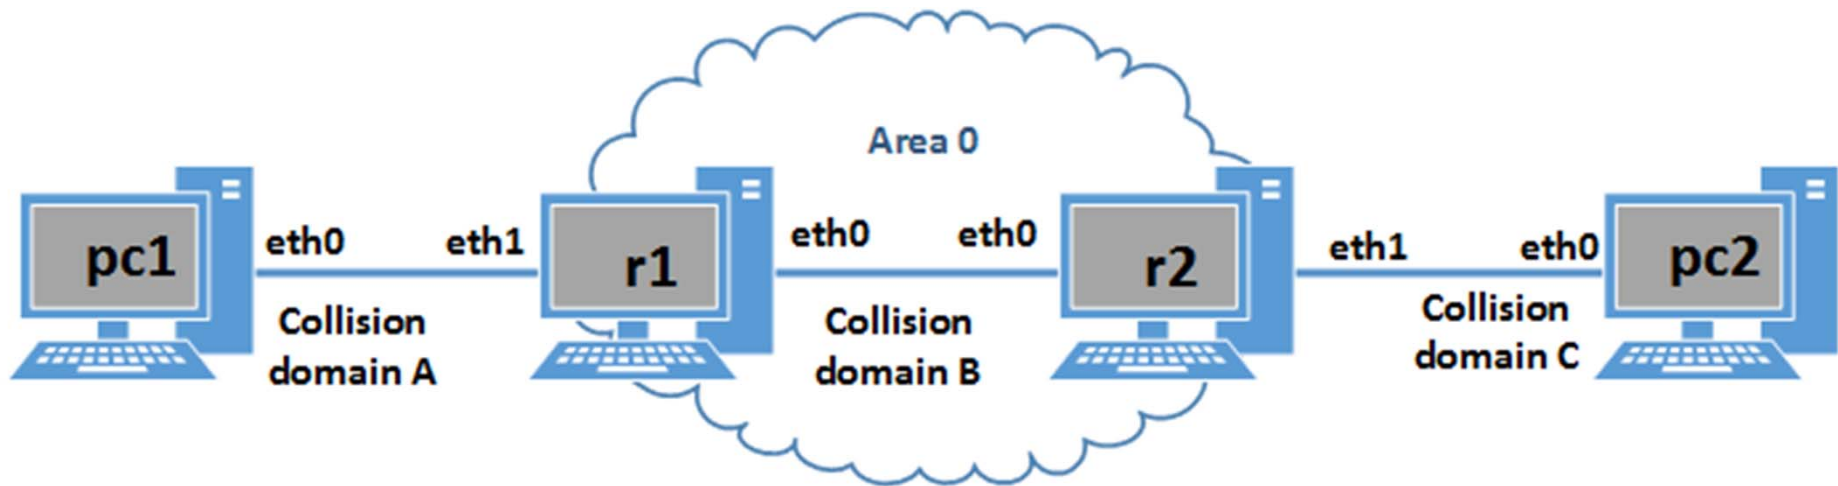 Area 0
pc1
eth0
eth1
r1
eth0
eth0
r2
eth1
eth0
pc2
Collision
domain A
Collision
domain B
Collision
domain C